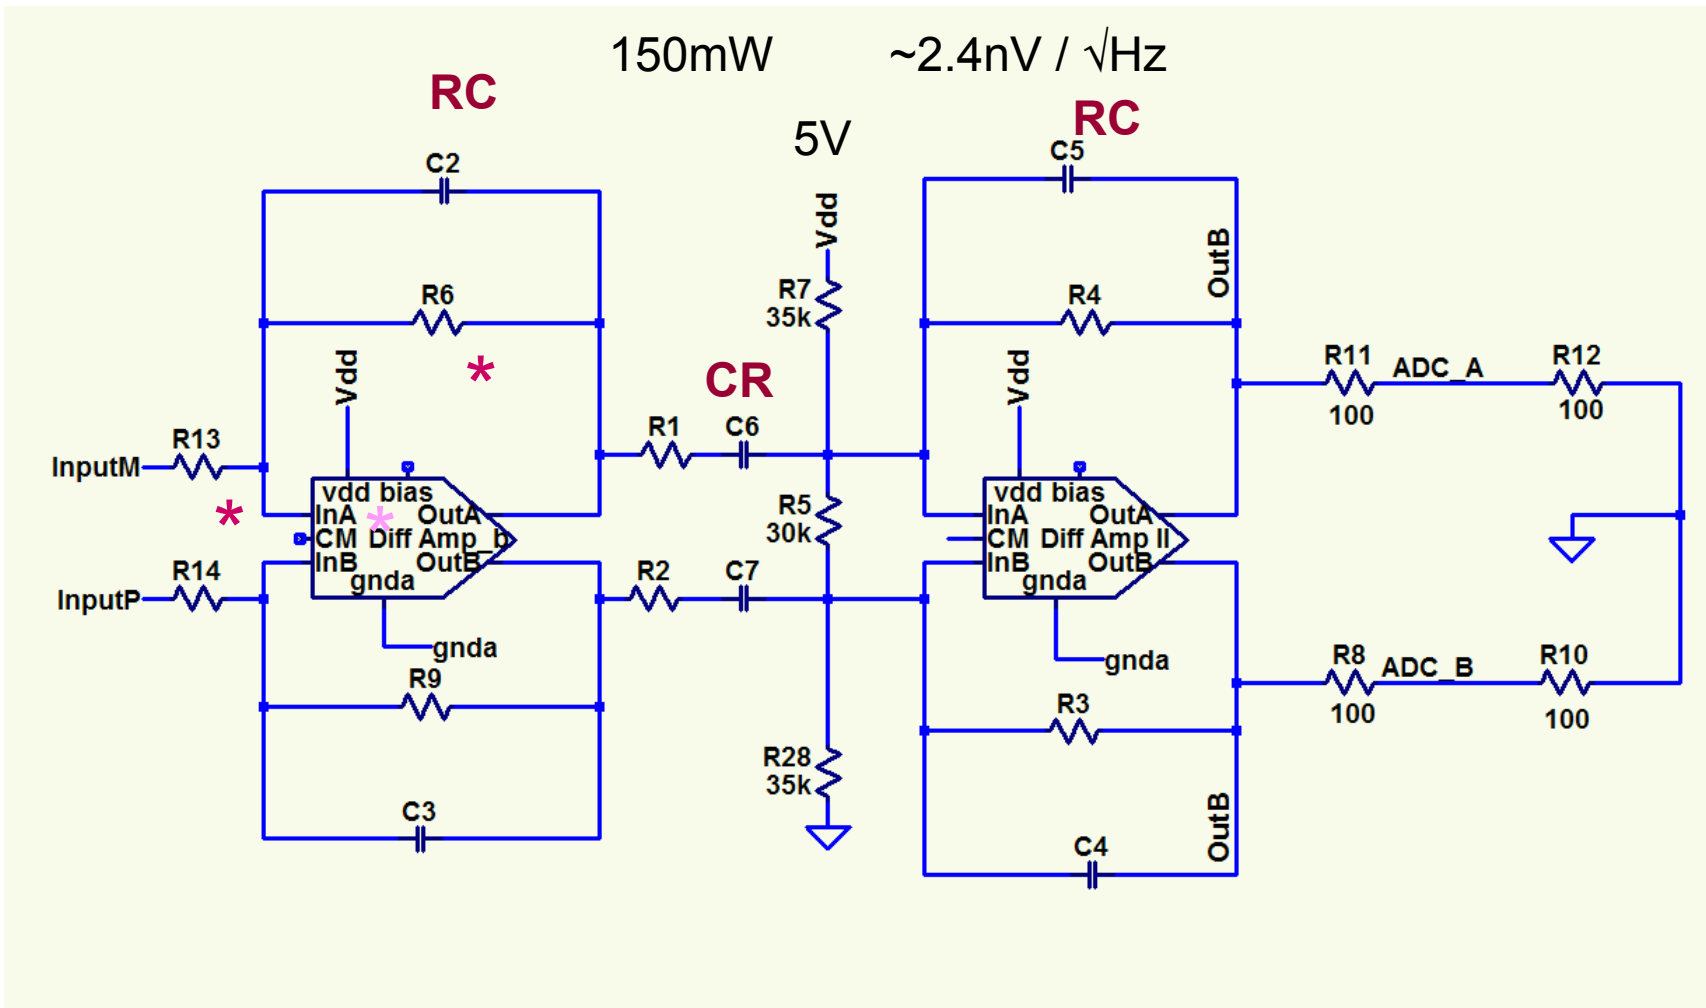 150mW ~2.4nV / √Hz
RC
RC
5V
C2
C5
Vdd
OutB
R6
R7
35k
R4
*
Vdd
CR
Vdd
R11
100
ADC_A
R12
100
InputM
R13
R1
C6
*
vdd bias
InA * OutA
CM Diff Amp_b
InB OutB
gnda
R5
30k
vdd bias
InA OutA
CM Diff Amp II
InB OutB
gnda
InputP
R14
R2
C7
gnda
gnda
R9
R8
100
ADC_B
R10
100
R3
R28
35k
C3
OutB
C4